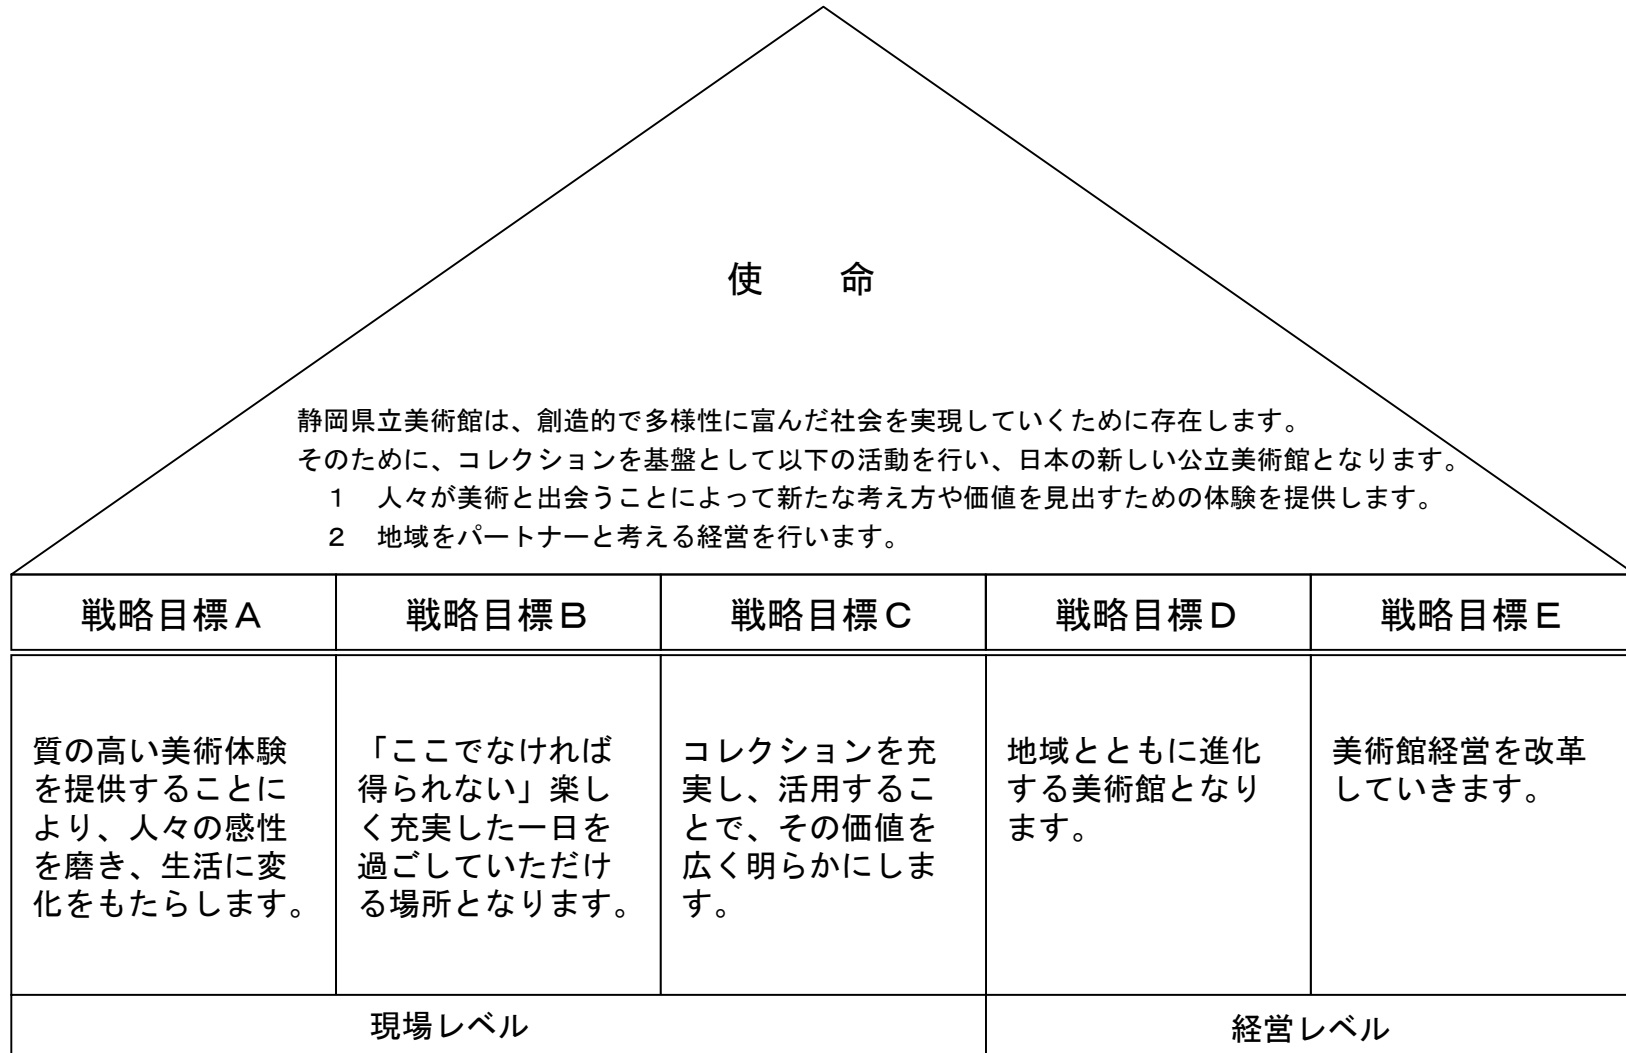 使　命
静岡県立美術館は、創造的で多様性に富んだ社会を実現していくために存在します。
そのために、コレクションを基盤として以下の活動を行い、日本の新しい公立美術館となります。
１　人々が美術と出会うことによって新たな考え方や価値を見出すための体験を提供します。
２　地域をパートナーと考える経営を行います。
戦略目標Ａ
戦略目標Ｂ
戦略目標Ｃ
戦略目標Ｄ
戦略目標Ｅ
質の高い美術体験
を提供することに
より、人々の感性
を磨き、生活に変
化をもたらします。
「ここでなければ
得られない」楽し
く充実した一日を
過ごしていただけ
る場所となります。
コレクションを充
実し、活用するこ
とで、その価値を
広く明らかにしま
す。
地域とともに進化
する美術館となり
ます。
美術館経営を改革
していきます。
現場レベル
経営レベル